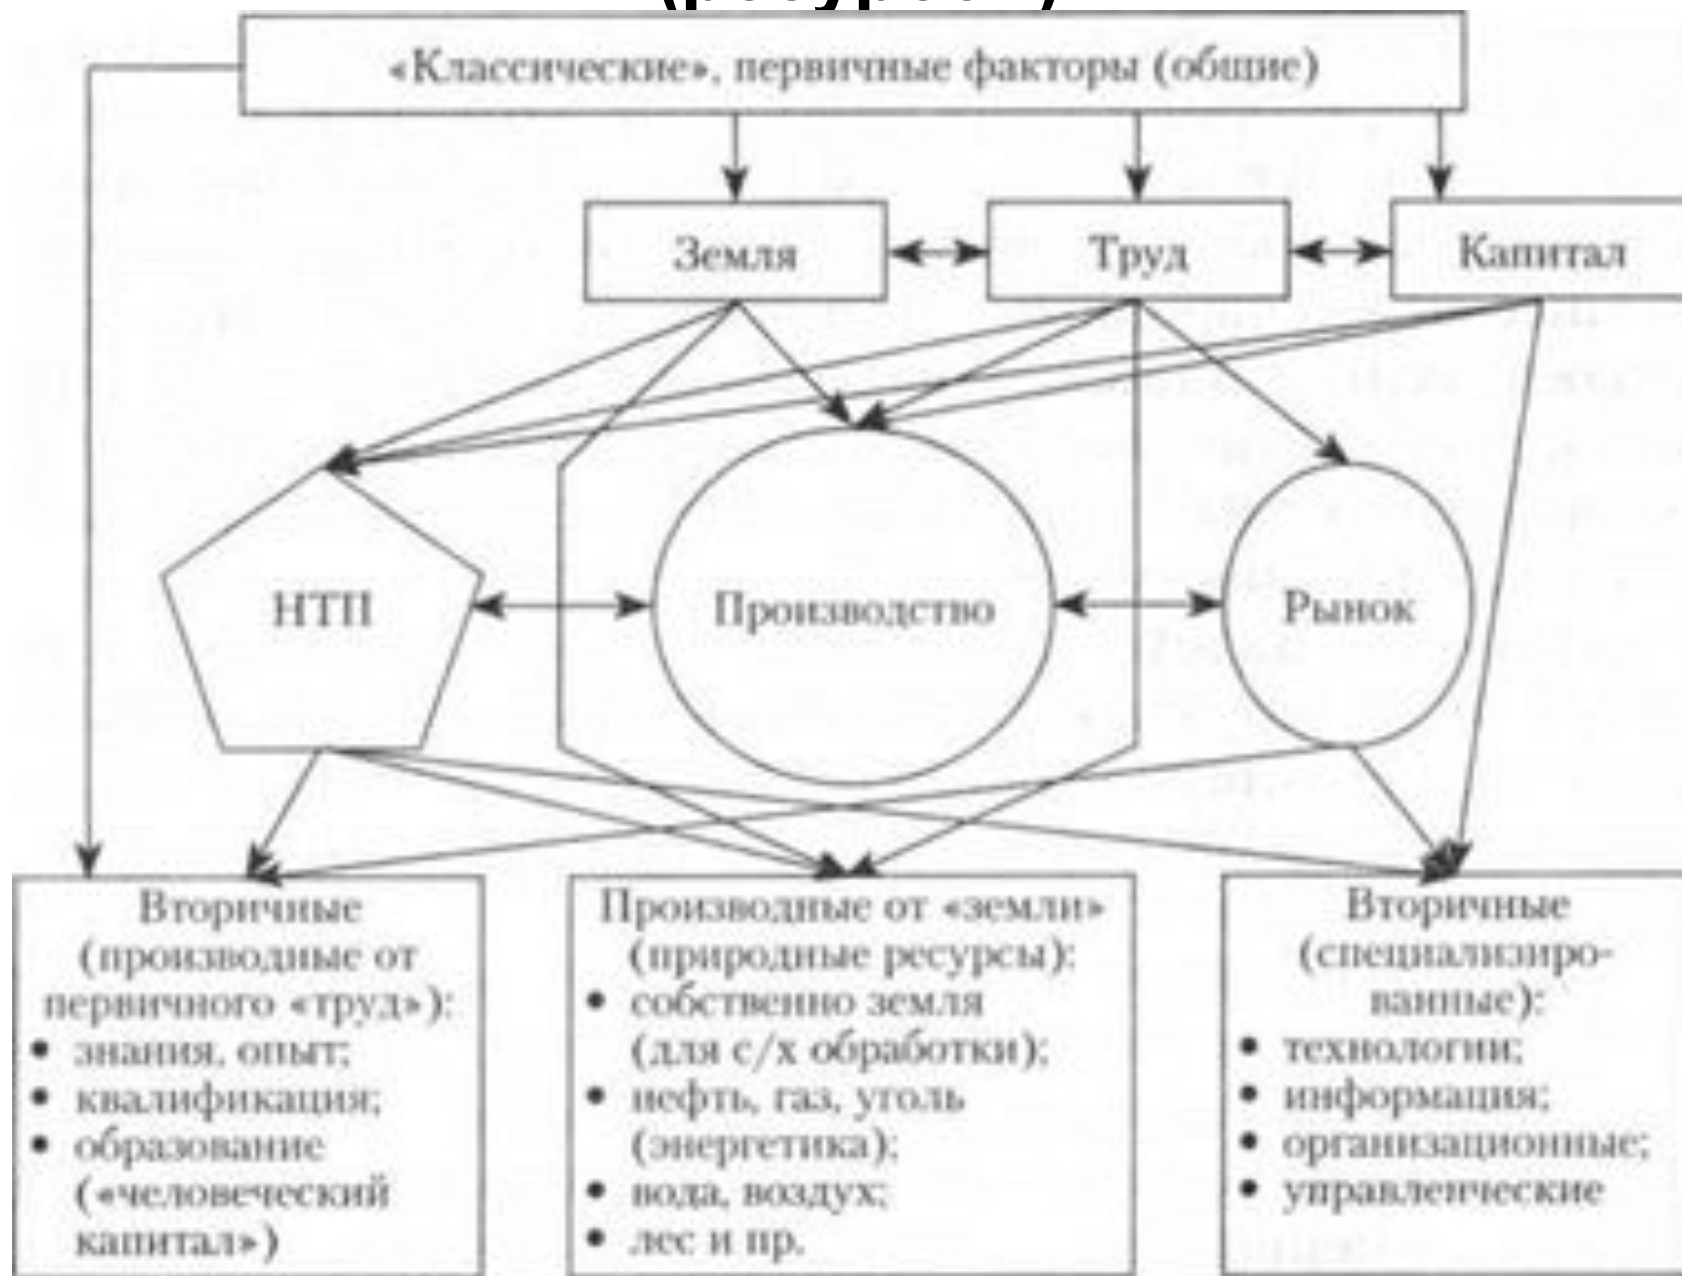 «Классические», первичные факторы (общие)
Земля
Труд
Капитал
НТП
Производство
Рынок
Вторичные
(производные от
первичного «труд»):
• знания, опыт;
• квалификация;
• образование
(«человеческий
капитал»)
Производные от «земли»
(природные ресурсы):
• собственно земля
(для с/х обработки);
• нефть, газ, уголь
(энергетика);
• вода, воздух;
• лес и пр.
Вторичные
(специализиро-
ванные):
• технологии;
• информация;
• организационные;
• управленческие